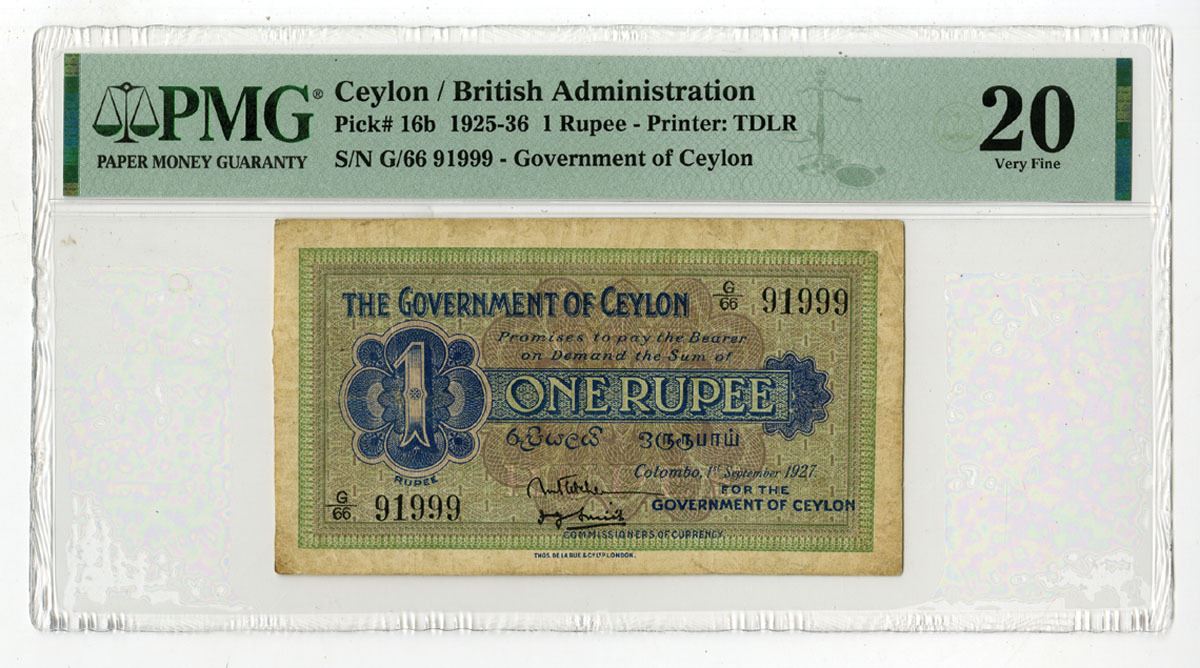 PMG®
PAPER MONEY GUARANTY
Ceylon / British Administration
Pick# 16b 1925-36 1 Rupee - Printer: TDLR
S/N G/66 91999 - Government of Ceylon
20
Very Fine
THE GOVERNMENT OF CEYLON
G/66 91999
Promises to pay the Bearer
on Demand the Sum of
1
ONE RUPEE
රුපියලයි ஒருரூபாய்
RUPEE
Colombo, 1st September 1927.
FOR THE
GOVERNMENT OF CEYLON
G/66 91999
COMMISSIONERS OF CURRENCY.
THOS. DE LA RUE & CO LTD LONDON.